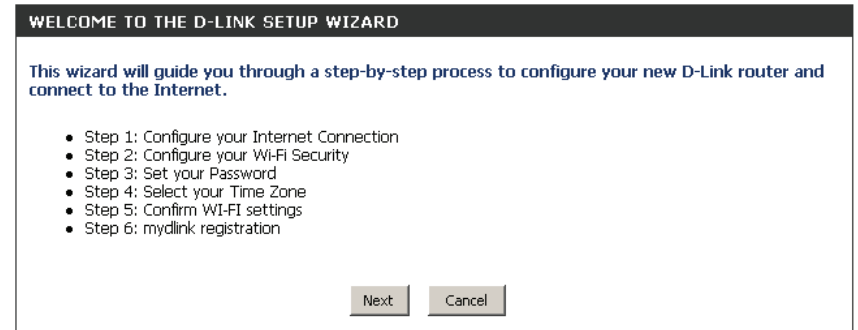 WELCOME TO THE D-LINK SETUP WIZARD
This wizard will guide you through a step-by-step process to configure your new D-Link router and
connect to the Internet.
• Step 1: Configure your Internet Connection
• Step 2: Configure your Wi-Fi Security
• Step 3: Set your Password
• Step 4: Select your Time Zone
• Step 5: Confirm WI-FI settings
• Step 6: mydlink registration
Next Cancel